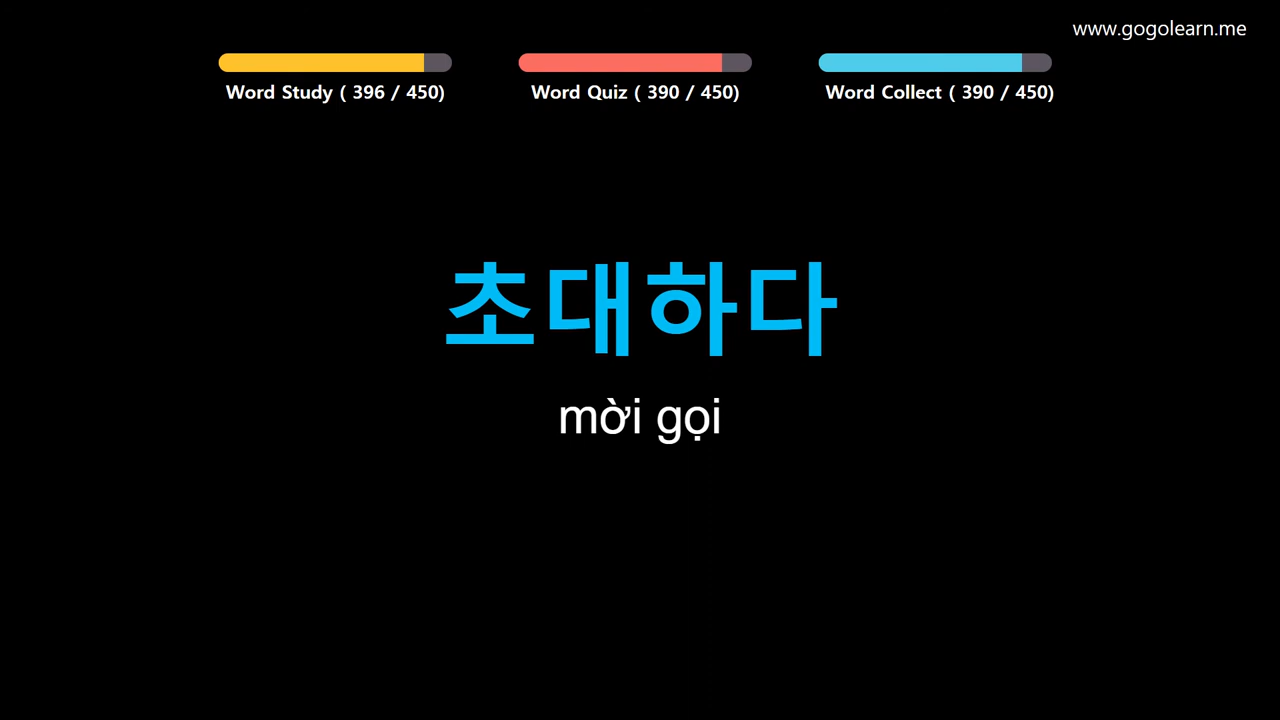 www.gogolearn.me
Word Study ( 396 / 450)
Word Quiz ( 390 / 450)
Word Collect ( 390 / 450)
초대하다
mời gọi